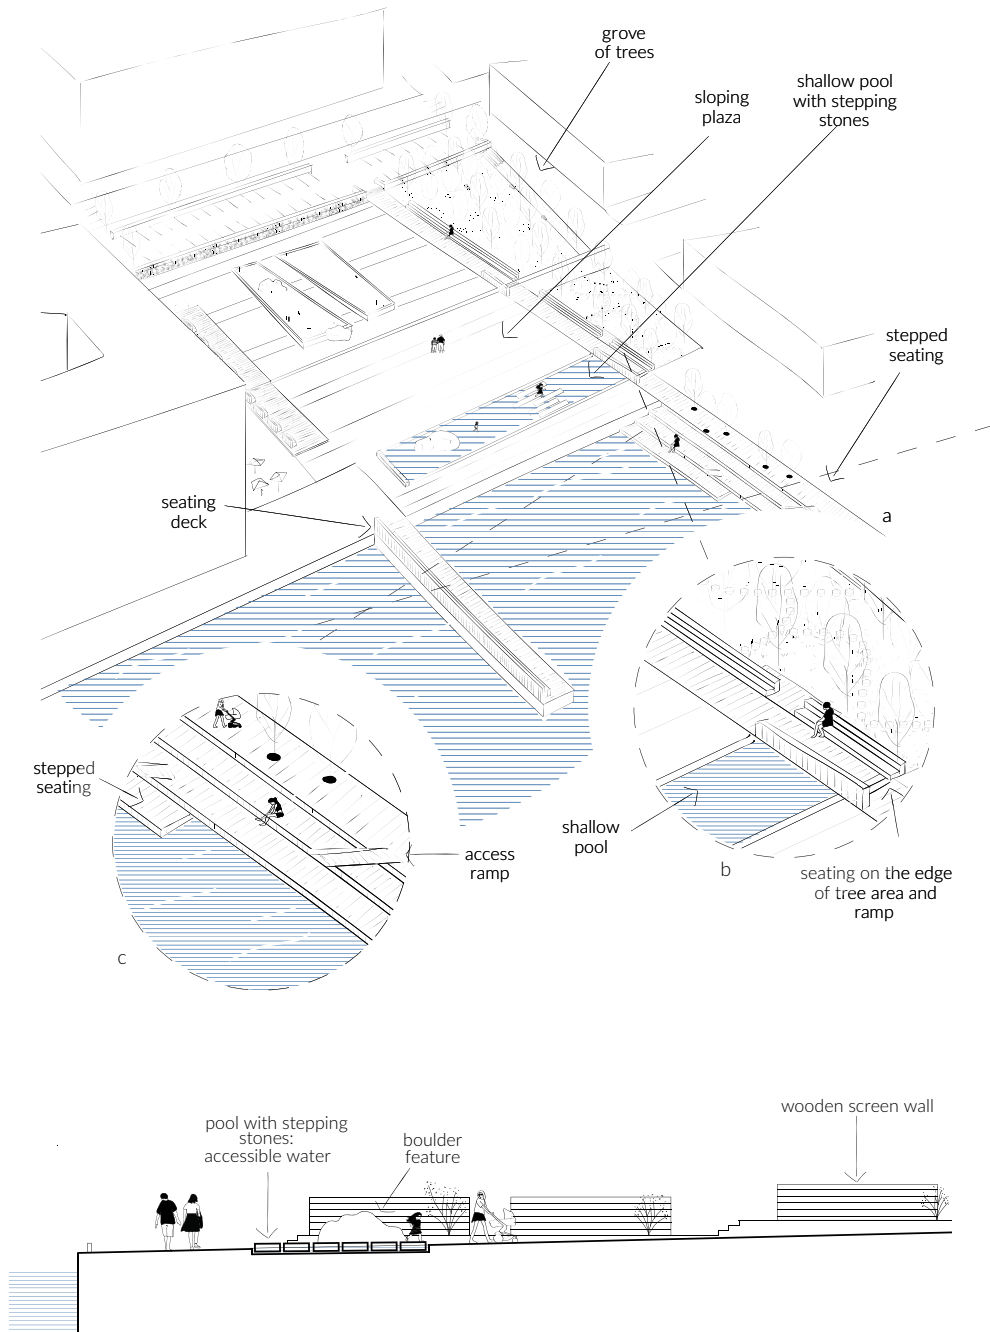 grove
of trees
sloping
plaza
shallow pool
with stepping
stones
stepped
seating
seating
deck
a
stepped
seating
access
ramp
c
shallow
pool
b
seating on the edge
of tree area and
ramp
pool with stepping
stones:
accessible water
boulder
feature
wooden screen wall